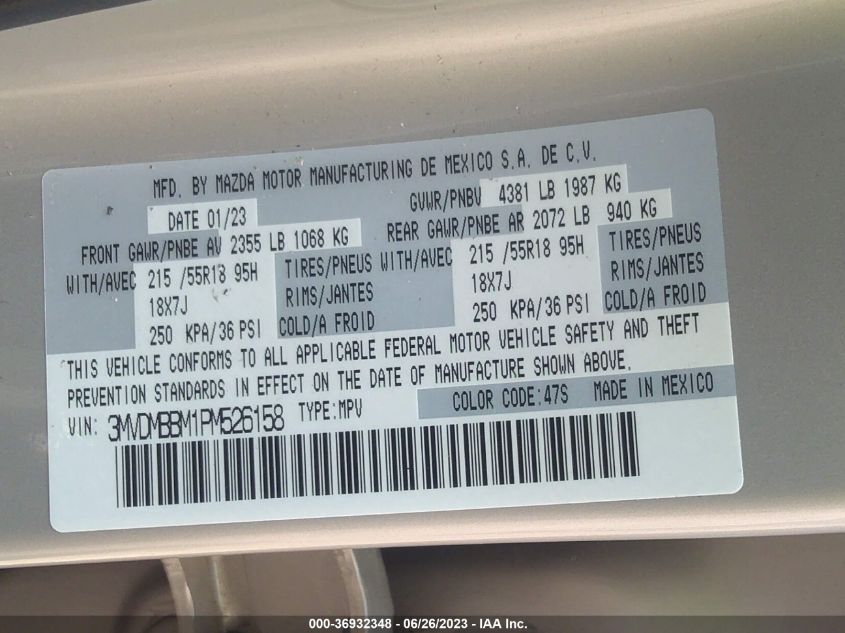 MFD. BY MAZDA MOTOR MANUFACTURING DE MEXICO S.A. DE C.V.
DATE 01/23 GVWR/PNBV 4381 LB 1987 KG
FRONT GAWR/PNBE AV 2355 LB 1068 KG REAR GAWR/PNBE AR 2072 LB 940 KG
WITH/AVEC 215 /55R18 95H TIRES/PNEUS WITH/AVEC 215 /55R18 95H TIRES/PNEUS
18X7J RIMS/JANTES 18X7J RIMS/JANTES
250 KPA/36 PSI COLD/A FROID 250 KPA/36 PSI COLD/A FROID
THIS VEHICLE CONFORMS TO ALL APPLICABLE FEDERAL MOTOR VEHICLE SAFETY AND THEFT
PREVENTION STANDARDS IN EFFECT ON THE DATE OF MANUFACTURE SHOWN ABOVE.
VIN: 3MVDMBBM1PM526158 TYPE:MPV COLOR CODE:47S MADE IN MEXICO
000-36932348 - 06/26/2023 - IAA Inc.